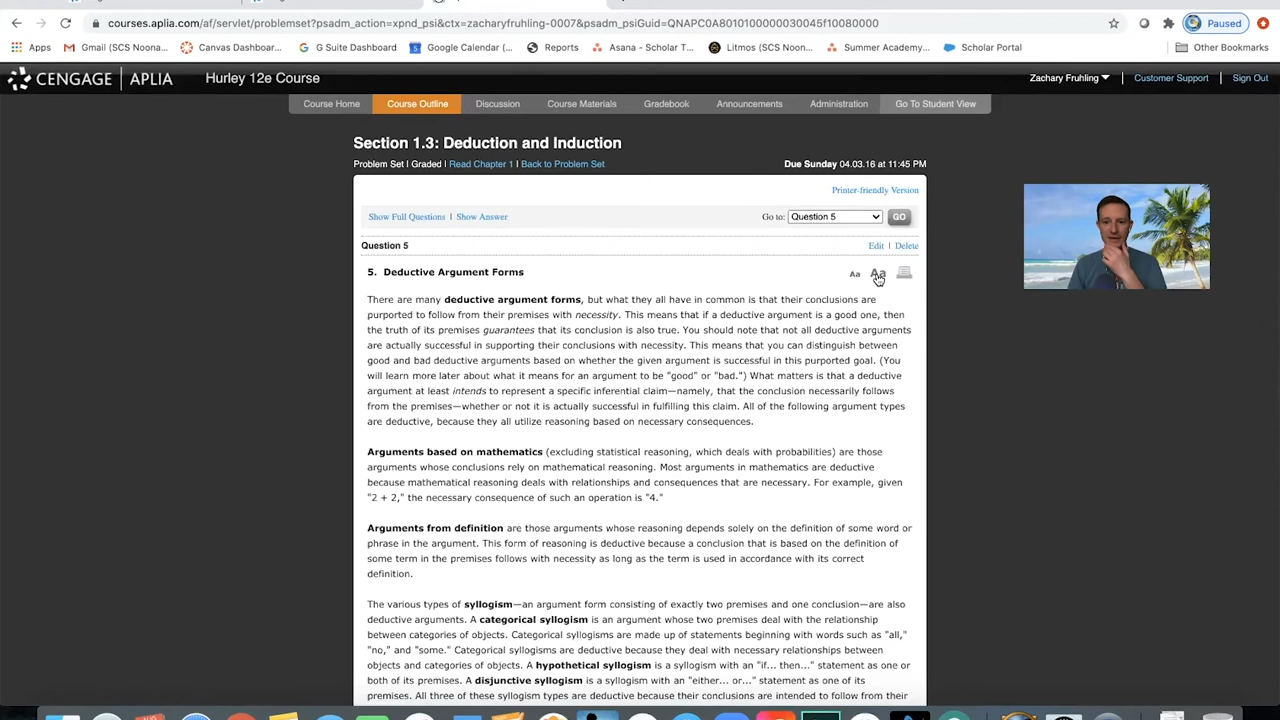 courses.aplia.com/af/servlet/problemset?psadm_action=xpnd_psi&ctx=zacharyfruhling-0007&psadm_psiGuid=QNAPC0A8010100000030045f10080000
Paused
Apps Gmail (SCS Noona... Canvas Dashboar... G Suite Dashboard Google Calendar (... Reports Asana - Scholar T... Litmos (SCS Noon... Summer Academy... Scholar Portal Other Bookmarks
CENGAGE | APLIA Hurley 12e Course Zachary Fruhling Customer Support Sign Out
Course Home Course Outline Discussion Course Materials Gradebook Announcements Administration Go To Student View
Section 1.3: Deduction and Induction
Problem Set | Graded | Read Chapter 1 | Back to Problem Set Due Sunday 04.03.16 at 11:45 PM
Printer-friendly Version
Show Full Questions | Show Answer Go to: Question 5 GO
Question 5 Edit | Delete
5. Deductive Argument Forms Aa Aa
There are many deductive argument forms, but what they all have in common is that their conclusions are
purported to follow from their premises with necessity. This means that if a deductive argument is a good one, then
the truth of its premises guarantees that its conclusion is also true. You should note that not all deductive arguments
are actually successful in supporting their conclusions with necessity. This means that you can distinguish between
good and bad deductive arguments based on whether the given argument is successful in this purported goal. (You
will learn more later about what it means for an argument to be "good" or "bad.") What matters is that a deductive
argument at least intends to represent a specific inferential claim—namely, that the conclusion necessarily follows
from the premises—whether or not it is actually successful in fulfilling this claim. All of the following argument types
are deductive, because they all utilize reasoning based on necessary consequences.
Arguments based on mathematics (excluding statistical reasoning, which deals with probabilities) are those
arguments whose conclusions rely on mathematical reasoning. Most arguments in mathematics are deductive
because mathematical reasoning deals with relationships and consequences that are necessary. For example, given
"2 + 2," the necessary consequence of such an operation is "4."
Arguments from definition are those arguments whose reasoning depends solely on the definition of some word or
phrase in the argument. This form of reasoning is deductive because a conclusion that is based on the definition of
some term in the premises follows with necessity as long as the term is used in accordance with its correct
definition.
The various types of syllogism—an argument form consisting of exactly two premises and one conclusion—are also
deductive arguments. A categorical syllogism is an argument whose two premises deal with the relationship
between categories of objects. Categorical syllogisms are made up of statements beginning with words such as "all,"
"no," and "some." Categorical syllogisms are deductive because they deal with necessary relationships between
objects and categories of objects. A hypothetical syllogism is a syllogism with an "if... then..." statement as one or
both of its premises. A disjunctive syllogism is a syllogism with an "either... or..." statement as one of its
premises. All three of these syllogism types are deductive because their conclusions are intended to follow from their